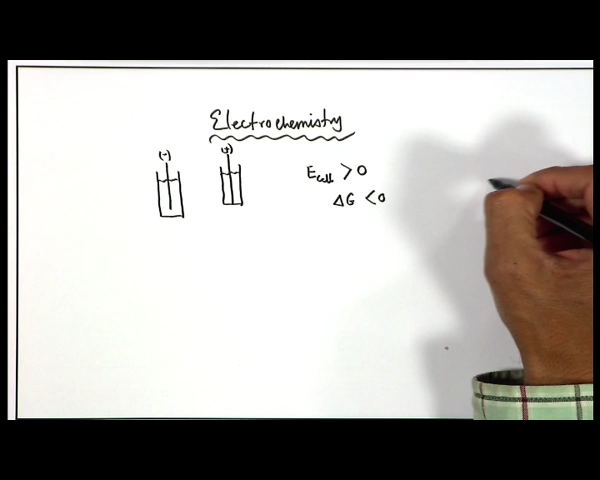 Electrochemistry
(-) (+)
Ecell > 0
ΔG < 0